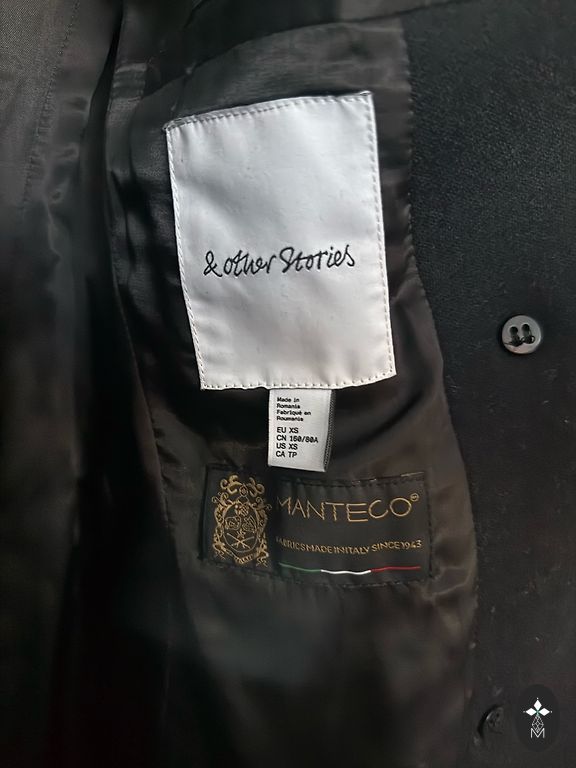 & other Stories
Made in
Romania
Fabriqué en
Roumanie
EU XS
CN 160/80A
US XS
CA TP
MANTECO
FABRICS MADE IN ITALY SINCE 1943
M